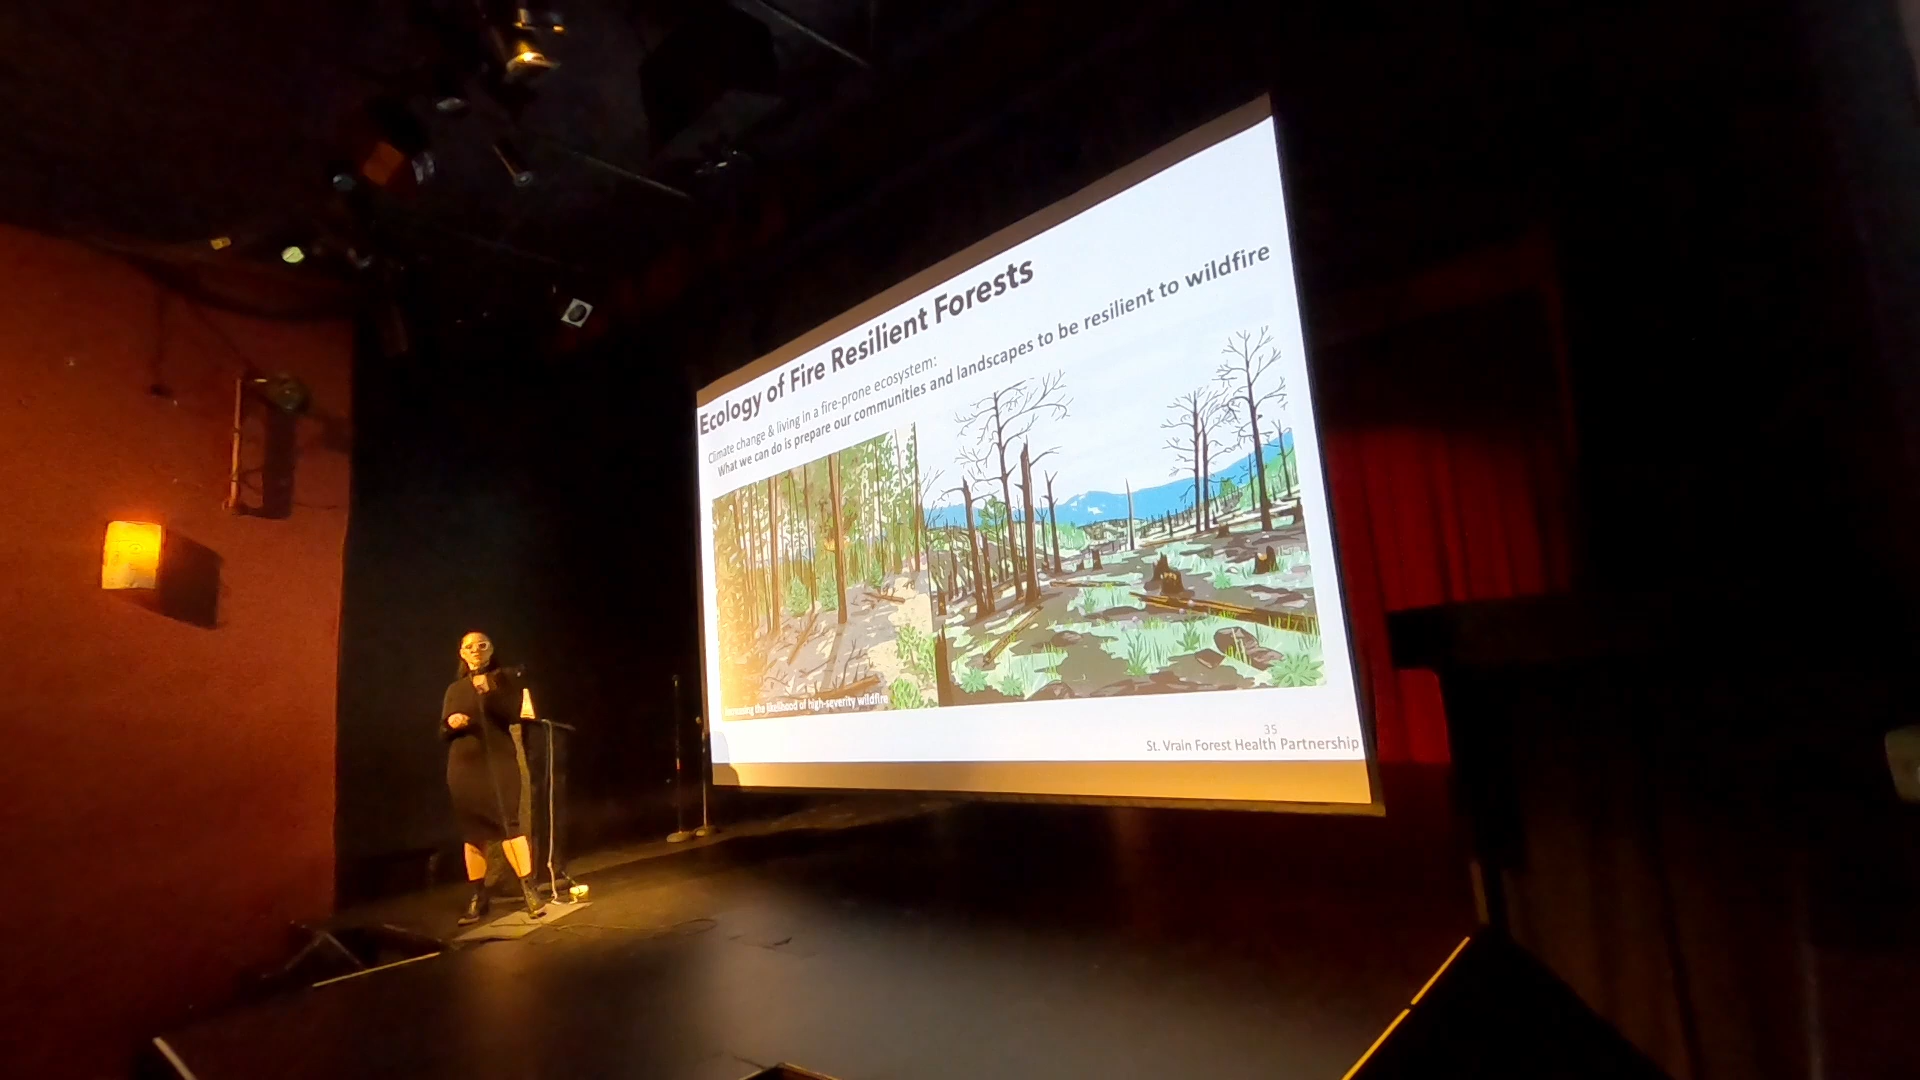 Ecology of Fire Resilient Forests
Climate change & living in a fire-prone ecosystem:
What we can do is prepare our communities and landscapes to be resilient to wildfire
the likelihood of high-severity wildfire
35
St. Vrain Forest Health Partnership